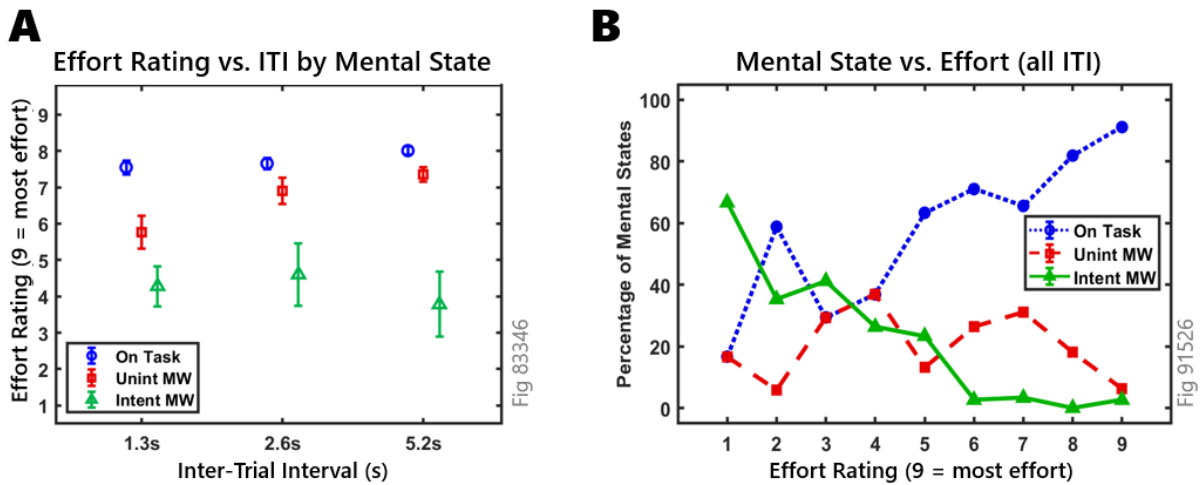 A
Effort Rating vs. ITI by Mental State
Effort Rating (9 = most effort)
9
8
7
6
5
4
3
2
1
On Task
Unint MW
Intent MW
1.3s 2.6s 5.2s
Inter-Trial Interval (s)
Fig 83346
B
Mental State vs. Effort (all ITI)
Percentage of Mental States
100
80
60
40
20
0
On Task
Unint MW
Intent MW
1 2 3 4 5 6 7 8 9
Effort Rating (9 = most effort)
Fig 91526